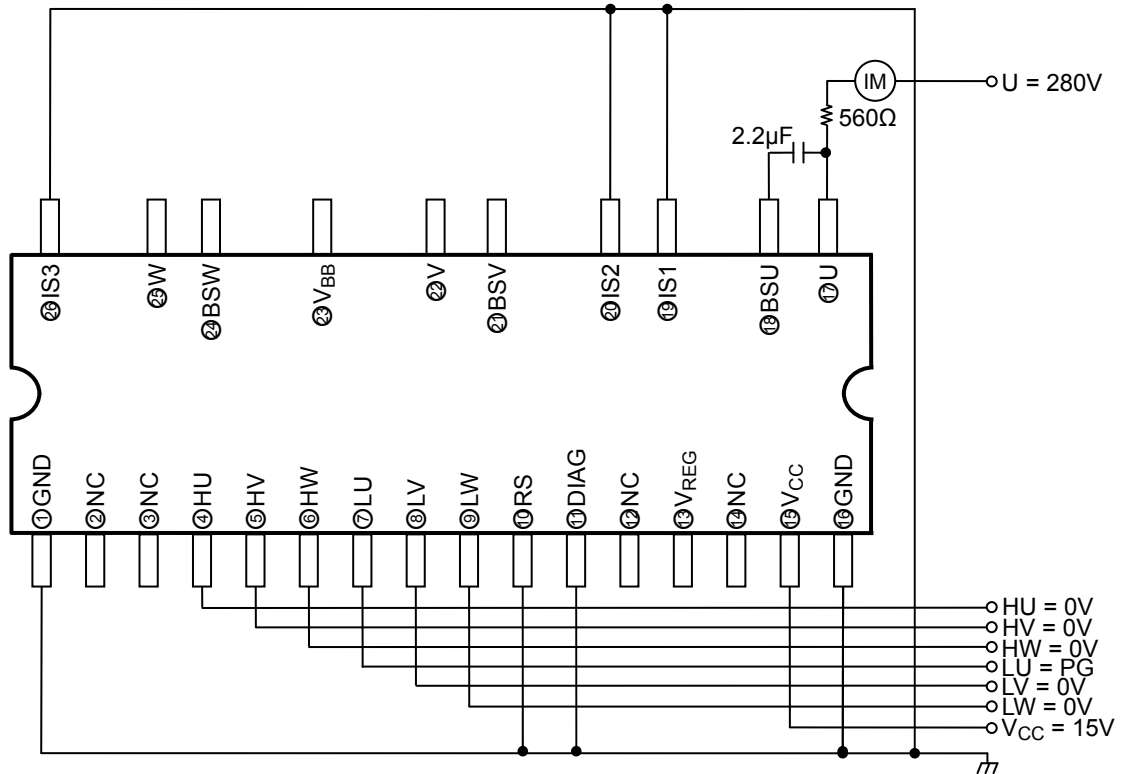 IM
U = 280V
560Ω
2.2μF
㉖IS3
㉕W
㉔BSW
㉓VBB
㉒V
㉑BSV
⑳IS2
⑲IS1
⑱BSU
⑰U
①GND
②NC
③NC
④HU
⑤HV
⑥HW
⑦LU
⑧LV
⑨LW
⑩RS
⑪DIAG
⑫NC
⑬VREG
⑭NC
⑮VCC
⑯GND
HU = 0V
HV = 0V
HW = 0V
LU = PG
LV = 0V
LW = 0V
VCC = 15V